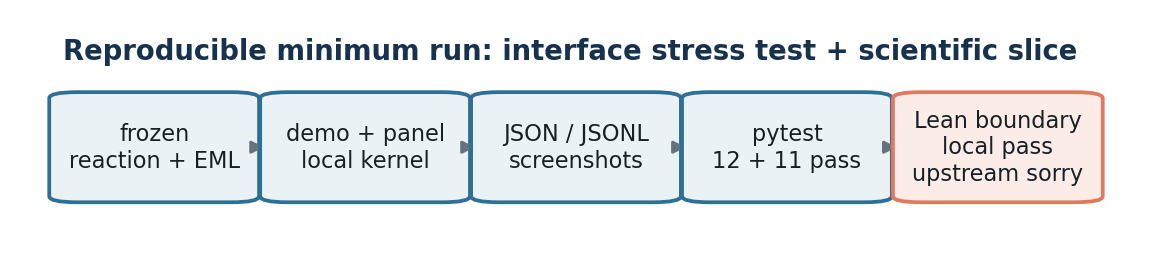 Reproducible minimum run: interface stress test + scientific slice
frozen
reaction + EML
demo + panel
local kernel
JSON / JSONL
screenshots
pytest
12 + 11 pass
Lean boundary
local pass
upstream sorry